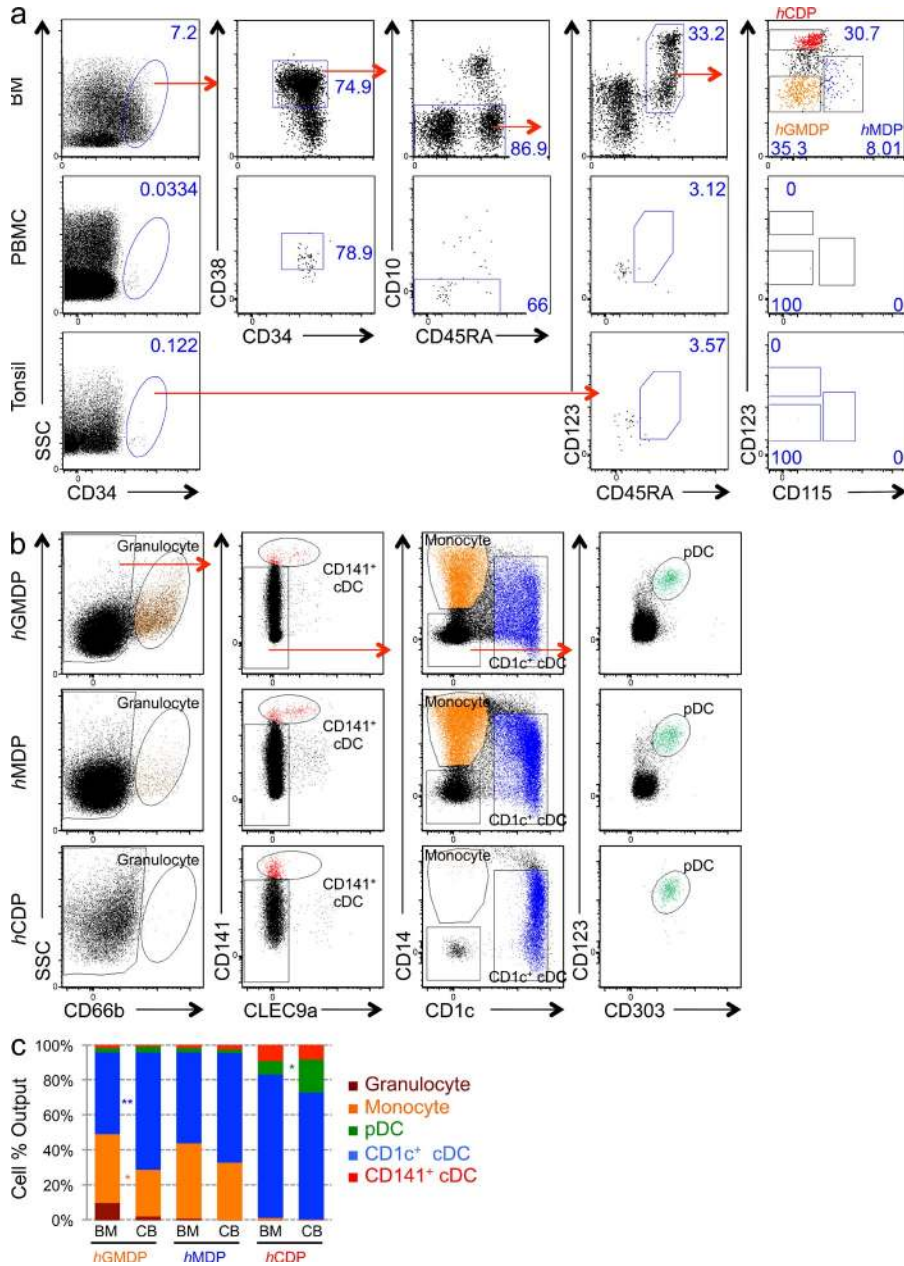 a
BM
7.2
74.9
86.9
33.2
hCDP
30.7
hGMDP
hMDP
35.3
8.01
PBMC
0.0334
CD38
78.9
CD34
CD10
66
CD45RA
3.12
0
100
0
Tonsil
SSC
0.122
CD34
CD123
3.57
CD45RA
CD123
0
100
0
CD115
b
hGMDP
Granulocyte
CD141+
cDC
Monocyte
CD1c+ cDC
pDC
hMDP
Granulocyte
CD141+
cDC
Monocyte
CD1c+ cDC
pDC
hCDP
SSC
Granulocyte
CD66b
CD141
CD141+
cDC
CLEC9a
CD14
Monocyte
CD1c+ cDC
CD1c
CD123
pDC
CD303
c
Cell % Output
100%
80%
60%
40%
20%
0%
**
*
*
BM CB BM CB BM CB
hGMDP hMDP hCDP
Granulocyte
Monocyte
pDC
CD1c+ cDC
CD141+ cDC